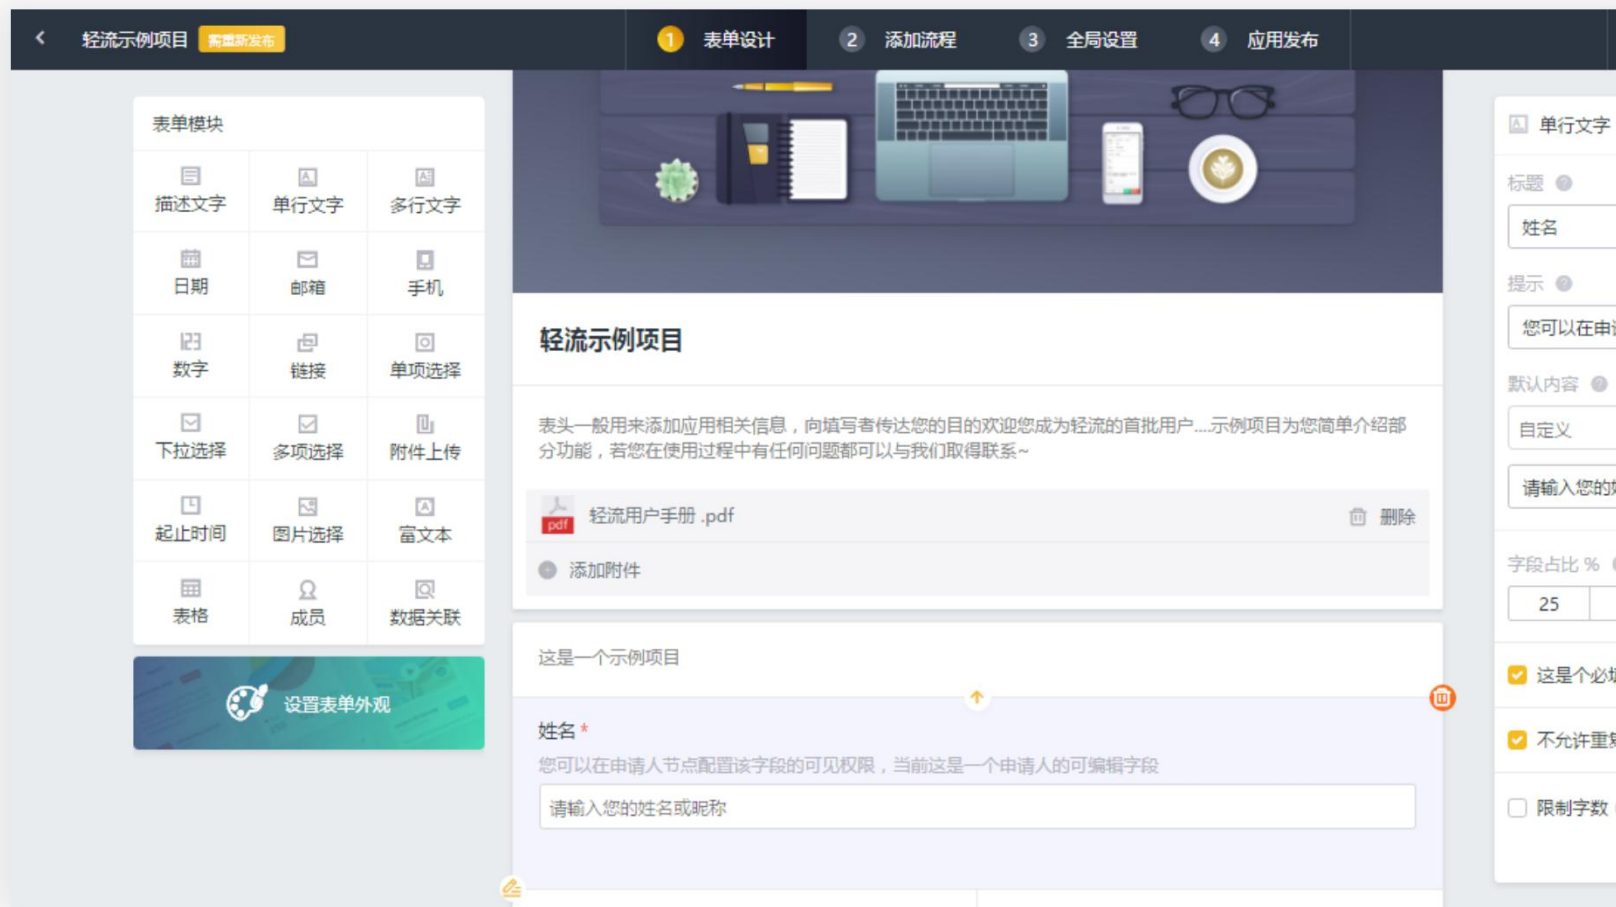 轻流示例项目 需重新发布
1 表单设计
2 添加流程
3 全局设置
4 应用发布
表单模块
描述文字
单行文字
多行文字
日期
邮箱
手机
数字
链接
单项选择
下拉选择
多项选择
附件上传
起止时间
图片选择
富文本
表格
成员
数据关联
设置表单外观
轻流示例项目
表头一般用来添加应用相关信息，向填写者传达您的目的欢迎您成为轻流的首批用户....示例项目为您简单介绍部
分功能，若您在使用过程中有任何问题都可以与我们取得联系~
pdf 轻流用户手册 .pdf 删除
添加附件
这是一个示例项目
姓名 *
您可以在申请人节点配置该字段的可见权限，当前这是一个申请人的可编辑字段
请输入您的姓名或昵称
单行文字
标题
姓名
提示
您可以在申
默认内容
自定义
请输入您的
字段占比 %
25
这是个必
不允许重
限制字数